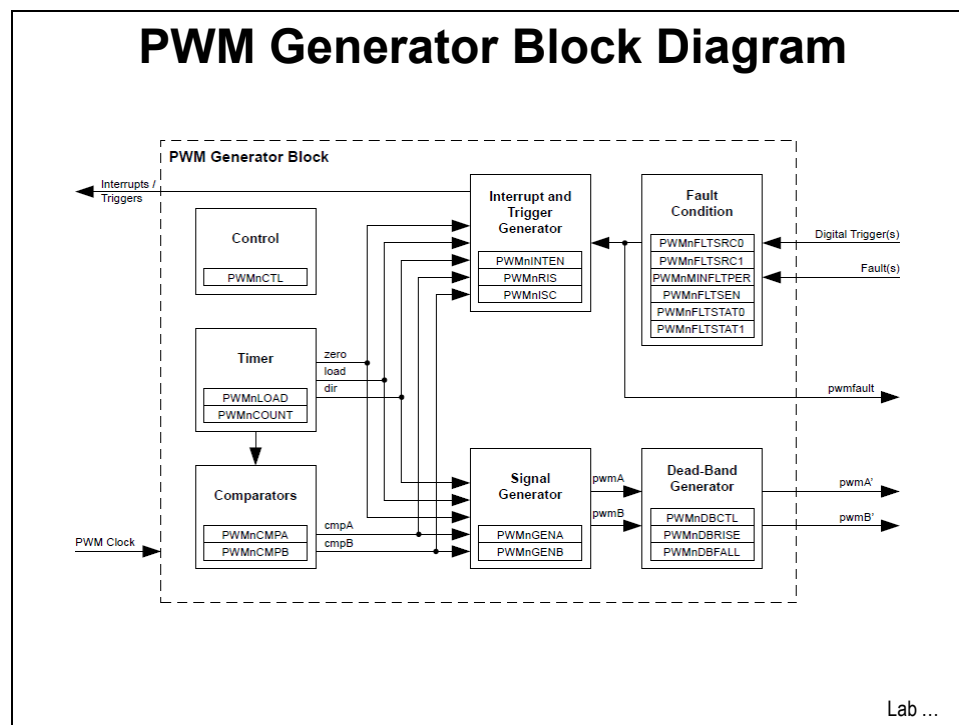 PWM Generator Block Diagram
PWM Generator Block
Interrupts /
Triggers
Control
PWMnCTL
Interrupt and
Trigger
Generator
PWMnINTEN
PWMnRIS
PWMnISC
Fault
Condition
PWMnFLTSRC0
PWMnFLTSRC1
PWMnMINFLTPER
PWMnFLTSEN
PWMnFLTSTAT0
PWMnFLTSTAT1
Digital Trigger(s)
Fault(s)
Timer
PWMnLOAD
PWMnCOUNT
zero
load
dir
pwmfault
Comparators
PWMnCMPA
PWMnCMPB
cmpA
cmpB
PWM Clock
Signal
Generator
PWMnGENA
PWMnGENB
pwmA
pwmB
Dead-Band
Generator
PWMnDBCTL
PWMnDBRISE
PWMnDBFALL
pwmA’
pwmB’
Lab …